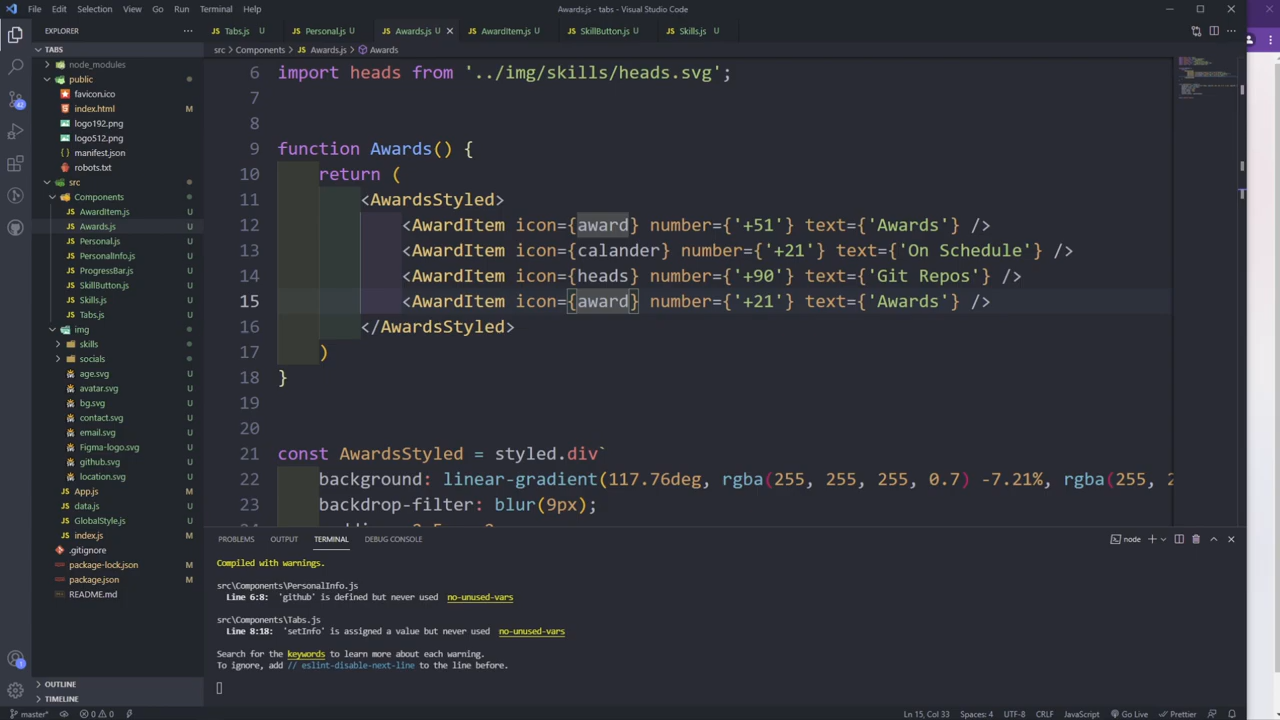 File Edit Selection View Go Run Terminal Help
Awards.js - tabs - Visual Studio Code
EXPLORER
Tabs.js U
Personal.js U
Awards.js U
AwardItem.js U
SkillButton.js U
Skills.js U
TABS
src > Components > Awards.js > Awards
node_modules
public
favicon.ico U
index.html M
logo192.png U
logo512.png U
manifest.json U
robots.txt U
src
Components
AwardItem.js U
Awards.js U
Personal.js U
PersonalInfo.js U
ProgressBar.js U
SkillButton.js U
Skills.js U
Tabs.js U
img
skills
socials
age.svg U
avatar.svg U
bg.svg U
contact.svg U
email.svg U
Figma-logo.svg U
github.svg U
location.svg U
App.js U
data.js U
GlobalStyle.js U
index.js U
.gitignore
package-lock.json M
package.json M
README.md
OUTLINE
TIMELINE
6 import heads from '../img/skills/heads.svg';
7
8
9 function Awards() {
10 return (
11 <AwardsStyled>
12 <AwardItem icon={award} number={'+51'} text={'Awards'} />
13 <AwardItem icon={calander} number={'+21'} text={'On Schedule'} />
14 <AwardItem icon={heads} number={'+90'} text={'Git Repos'} />
15 <AwardItem icon={award} number={'+21'} text={'Awards'} />
16 </AwardsStyled>
17 )
18 }
19
20
21 const AwardsStyled = styled.div`
22 background: linear-gradient(117.76deg, rgba(255, 255, 255, 0.7) -7.21%, rgba(255, 2
23 backdrop-filter: blur(9px);
PROBLEMS OUTPUT TERMINAL DEBUG CONSOLE
node
Compiled with warnings.
src\Components\PersonalInfo.js
Line 6:8: 'github' is defined but never used no-unused-vars
src\Components\Tabs.js
Line 8:18: 'setInfo' is assigned a value but never used no-unused-vars
Search for the keywords to learn more about each warning.
To ignore, add // eslint-disable-next-line to the line before.
master* 0 0 Ln 15, Col 33 Spaces: 4 UTF-8 CRLF JavaScript Go Live Prettier